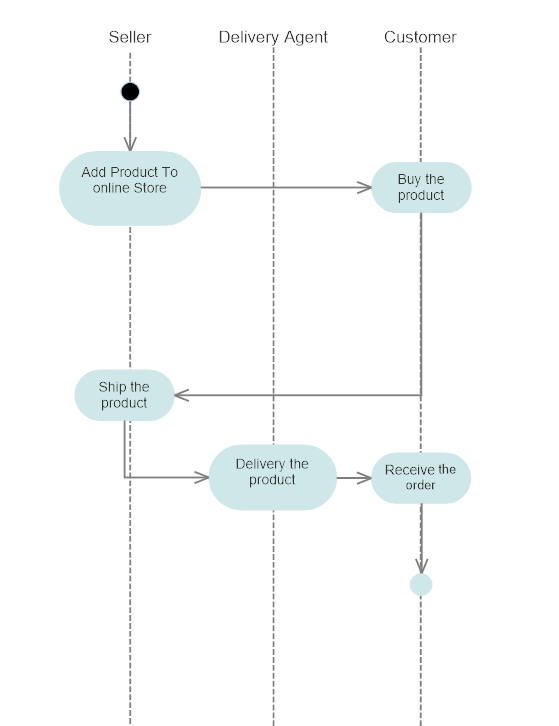 Seller
Delivery Agent
Customer
Add Product To
online Store
Buy the
product
Ship the
product
Delivery the
product
Receive the
order